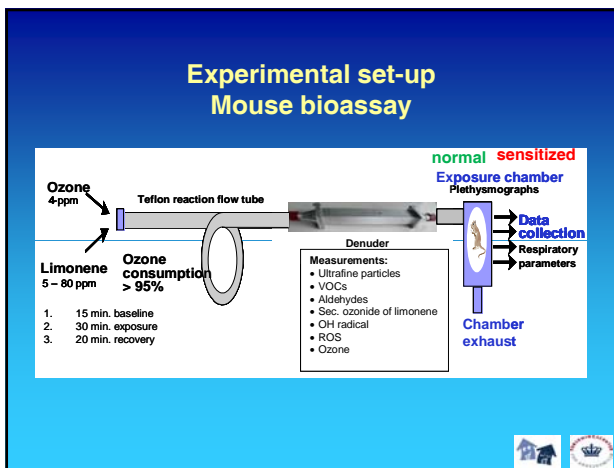 Experimental set-up
Mouse bioassay
normal sensitized
Exposure chamber
Plethysmographs
Ozone
4-ppm
Teflon reaction flow tube
Data
collection
Respiratory
parameters
Denuder
Limonene
5 – 80 ppm
Ozone
consumption
> 95%
Measurements:
• Ultrafine particles
• VOCs
• Aldehydes
• Sec. ozonide of limonene
• OH radical
• ROS
• Ozone
1. 15 min. baseline
2. 30 min. exposure
3. 20 min. recovery
Chamber
exhaust